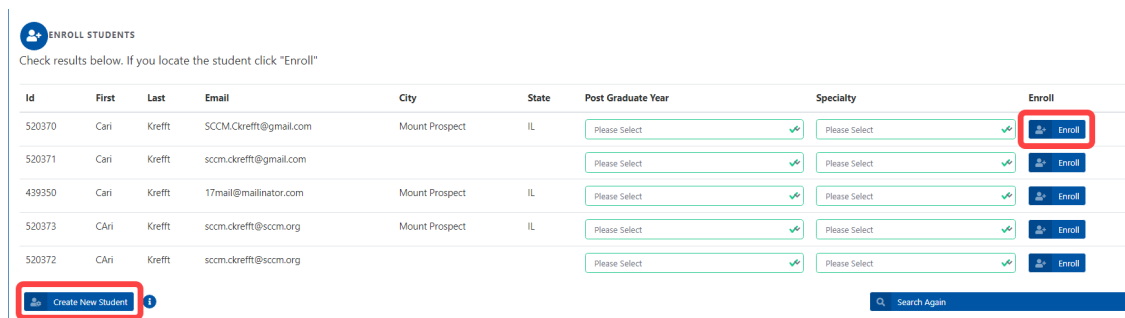 ENROLL STUDENTS
Check results below. If you locate the student click "Enroll"
Id First Last Email City State Post Graduate Year Specialty Enroll
520370 Cari Krefft SCCM.Ckrefft@gmail.com Mount Prospect IL Please Select Please Select Enroll
520371 Cari Krefft sccm.ckrefft@gmail.com Please Select Please Select Enroll
439350 Cari Krefft 17mail@mailinator.com Mount Prospect IL Please Select Please Select Enroll
520373 CAri Krefft sccm.ckrefft@sccm.org Mount Prospect IL Please Select Please Select Enroll
520372 CAri Krefft sccm.ckrefft@sccm.org Please Select Please Select Enroll
Create New Student i Search Again